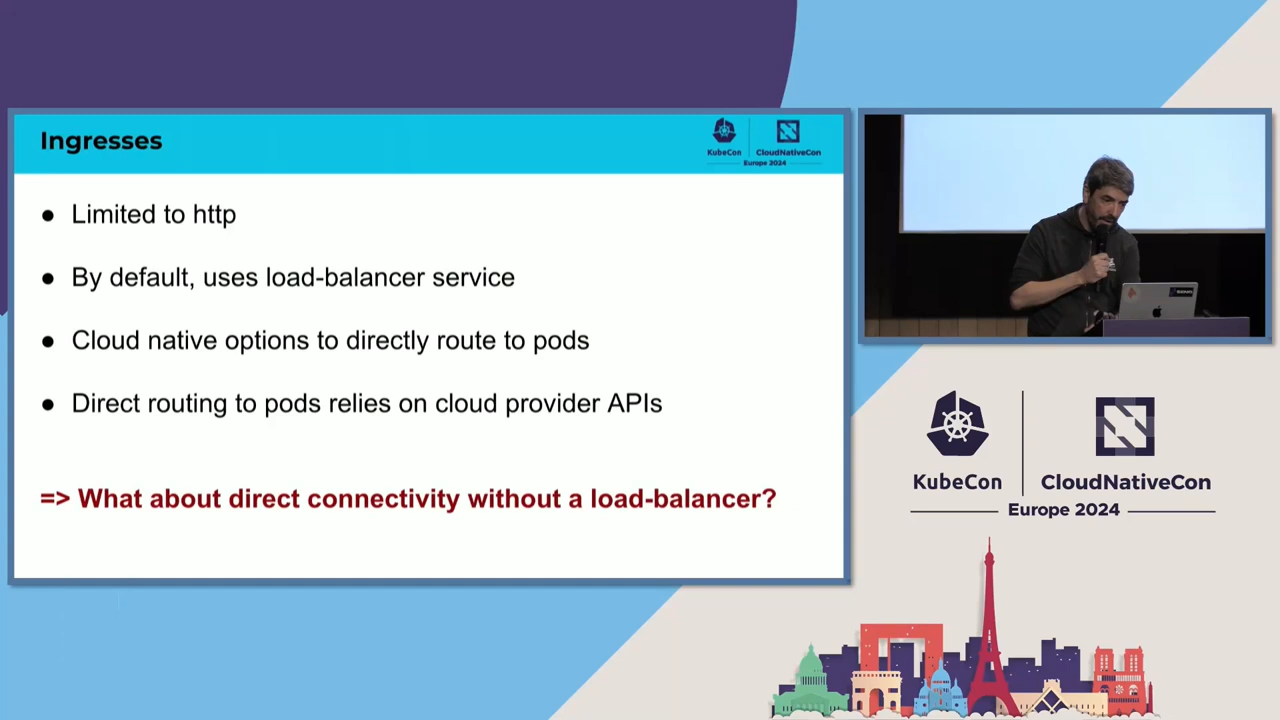 Ingresses
KubeCon
CloudNativeCon
Europe 2024
● Limited to http
● By default, uses load-balancer service
● Cloud native options to directly route to pods
● Direct routing to pods relies on cloud provider APIs
=> What about direct connectivity without a load-balancer?
KubeCon
CloudNativeCon
Europe 2024